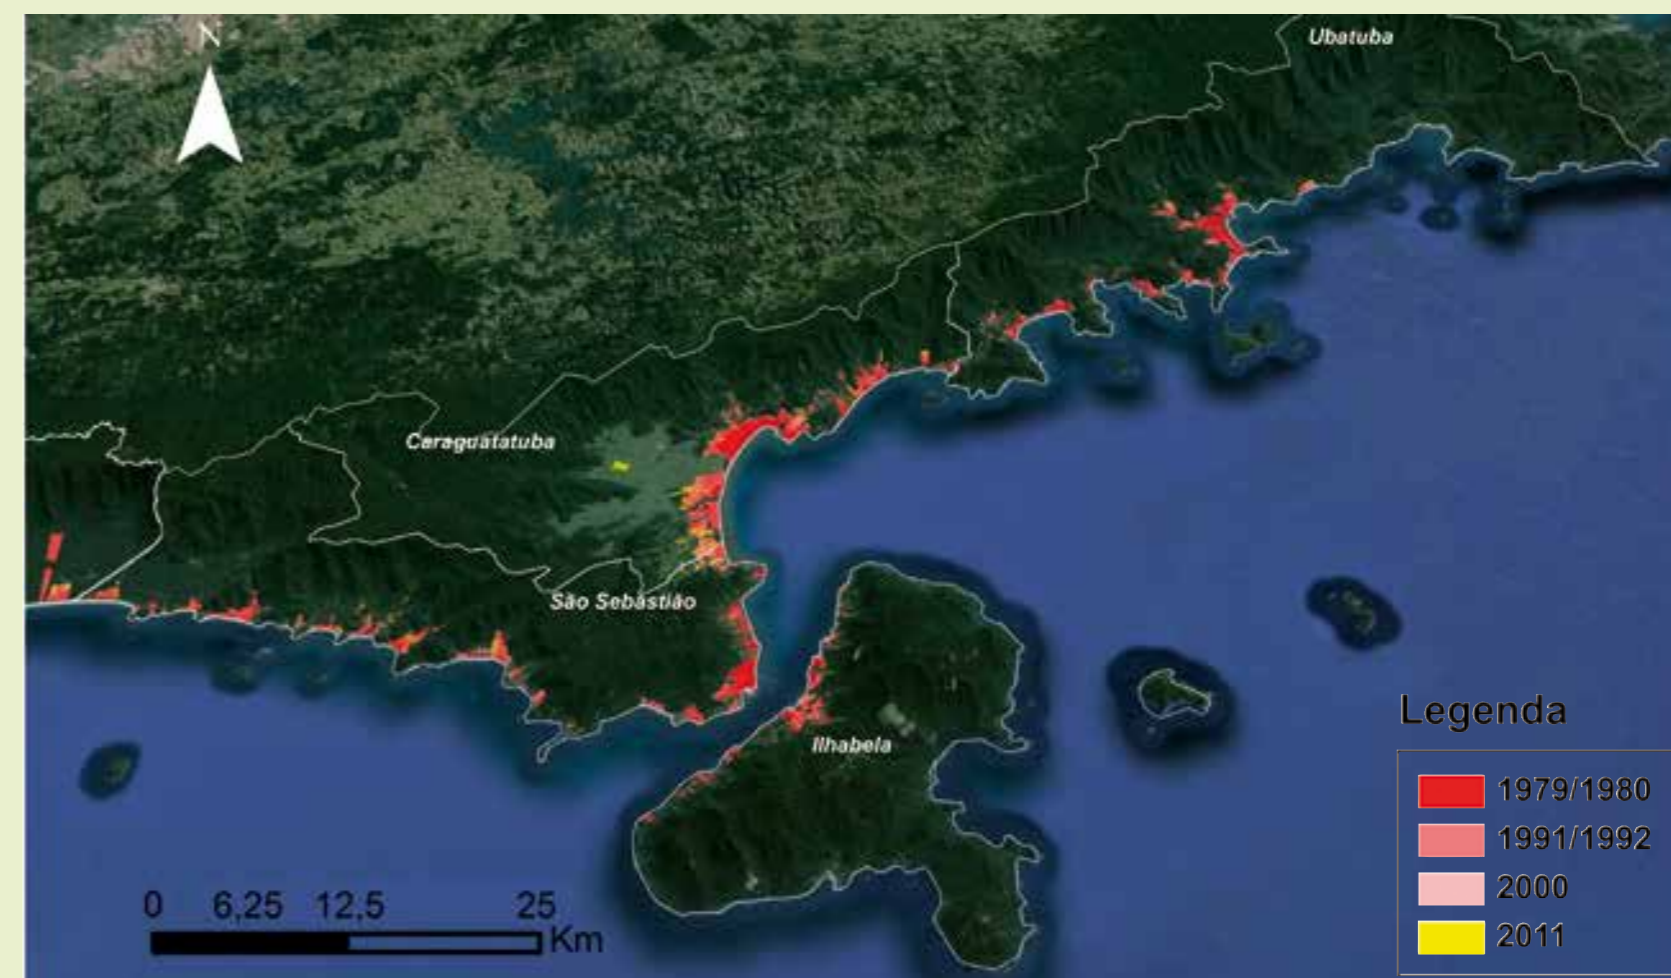 N
Ubatuba
Caraguatatuba
São Sebastião
Ilhabela
Legenda
1979/1980
1991/1992
2000
2011
0 6,25 12,5 25
Km